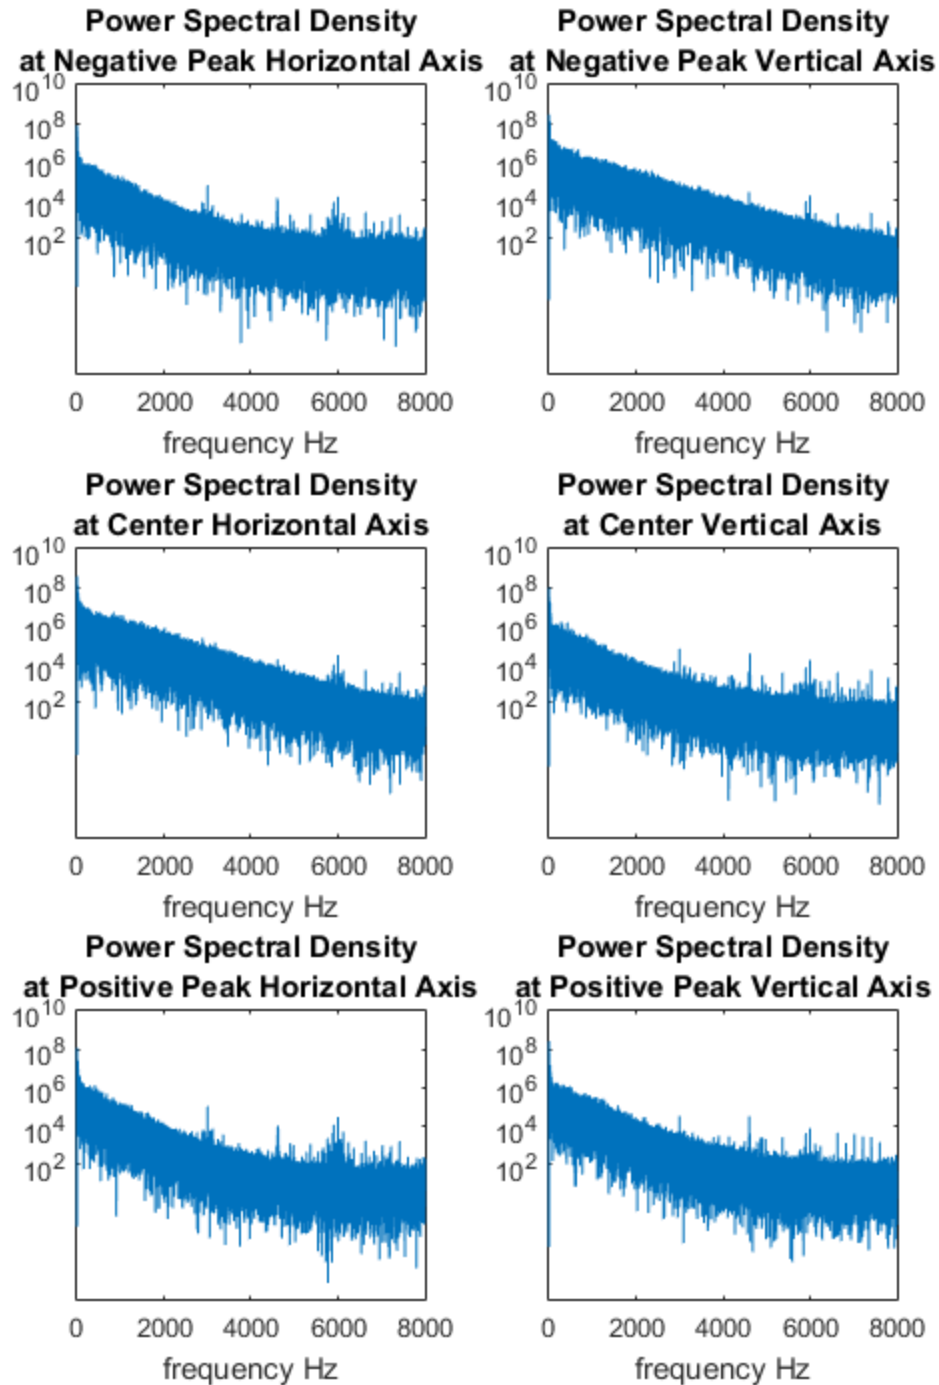 Power Spectral Density
at Negative Peak Horizontal Axis
10^10
10^8
10^6
10^4
10^2
0 2000 4000 6000 8000
frequency Hz
Power Spectral Density
at Negative Peak Vertical Axis
10^10
10^8
10^6
10^4
10^2
0 2000 4000 6000 8000
frequency Hz
Power Spectral Density
at Center Horizontal Axis
10^10
10^8
10^6
10^4
10^2
0 2000 4000 6000 8000
frequency Hz
Power Spectral Density
at Center Vertical Axis
10^10
10^8
10^6
10^4
10^2
0 2000 4000 6000 8000
frequency Hz
Power Spectral Density
at Positive Peak Horizontal Axis
10^10
10^8
10^6
10^4
10^2
0 2000 4000 6000 8000
frequency Hz
Power Spectral Density
at Positive Peak Vertical Axis
10^10
10^8
10^6
10^4
10^2
0 2000 4000 6000 8000
frequency Hz